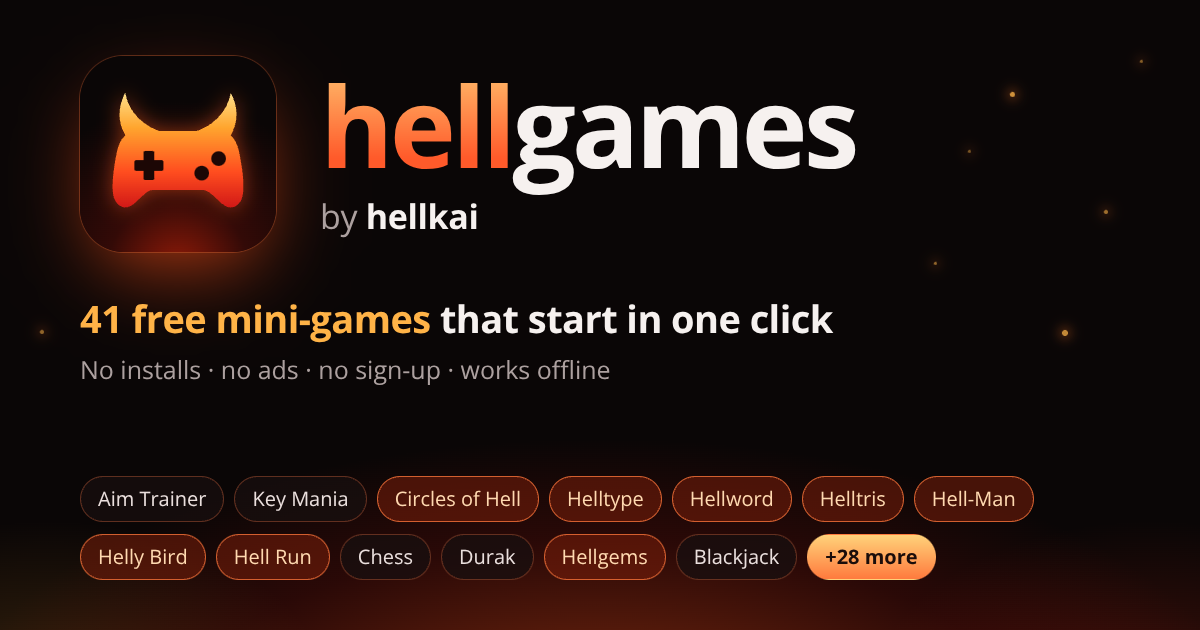 hellgames
by hellkai
41 free mini-games that start in one click
No installs · no ads · no sign-up · works offline
Aim Trainer Key Mania Circles of Hell Helltype Hellword Helltris Hell-Man
Helly Bird Hell Run Chess Durak Hellgems Blackjack +28 more